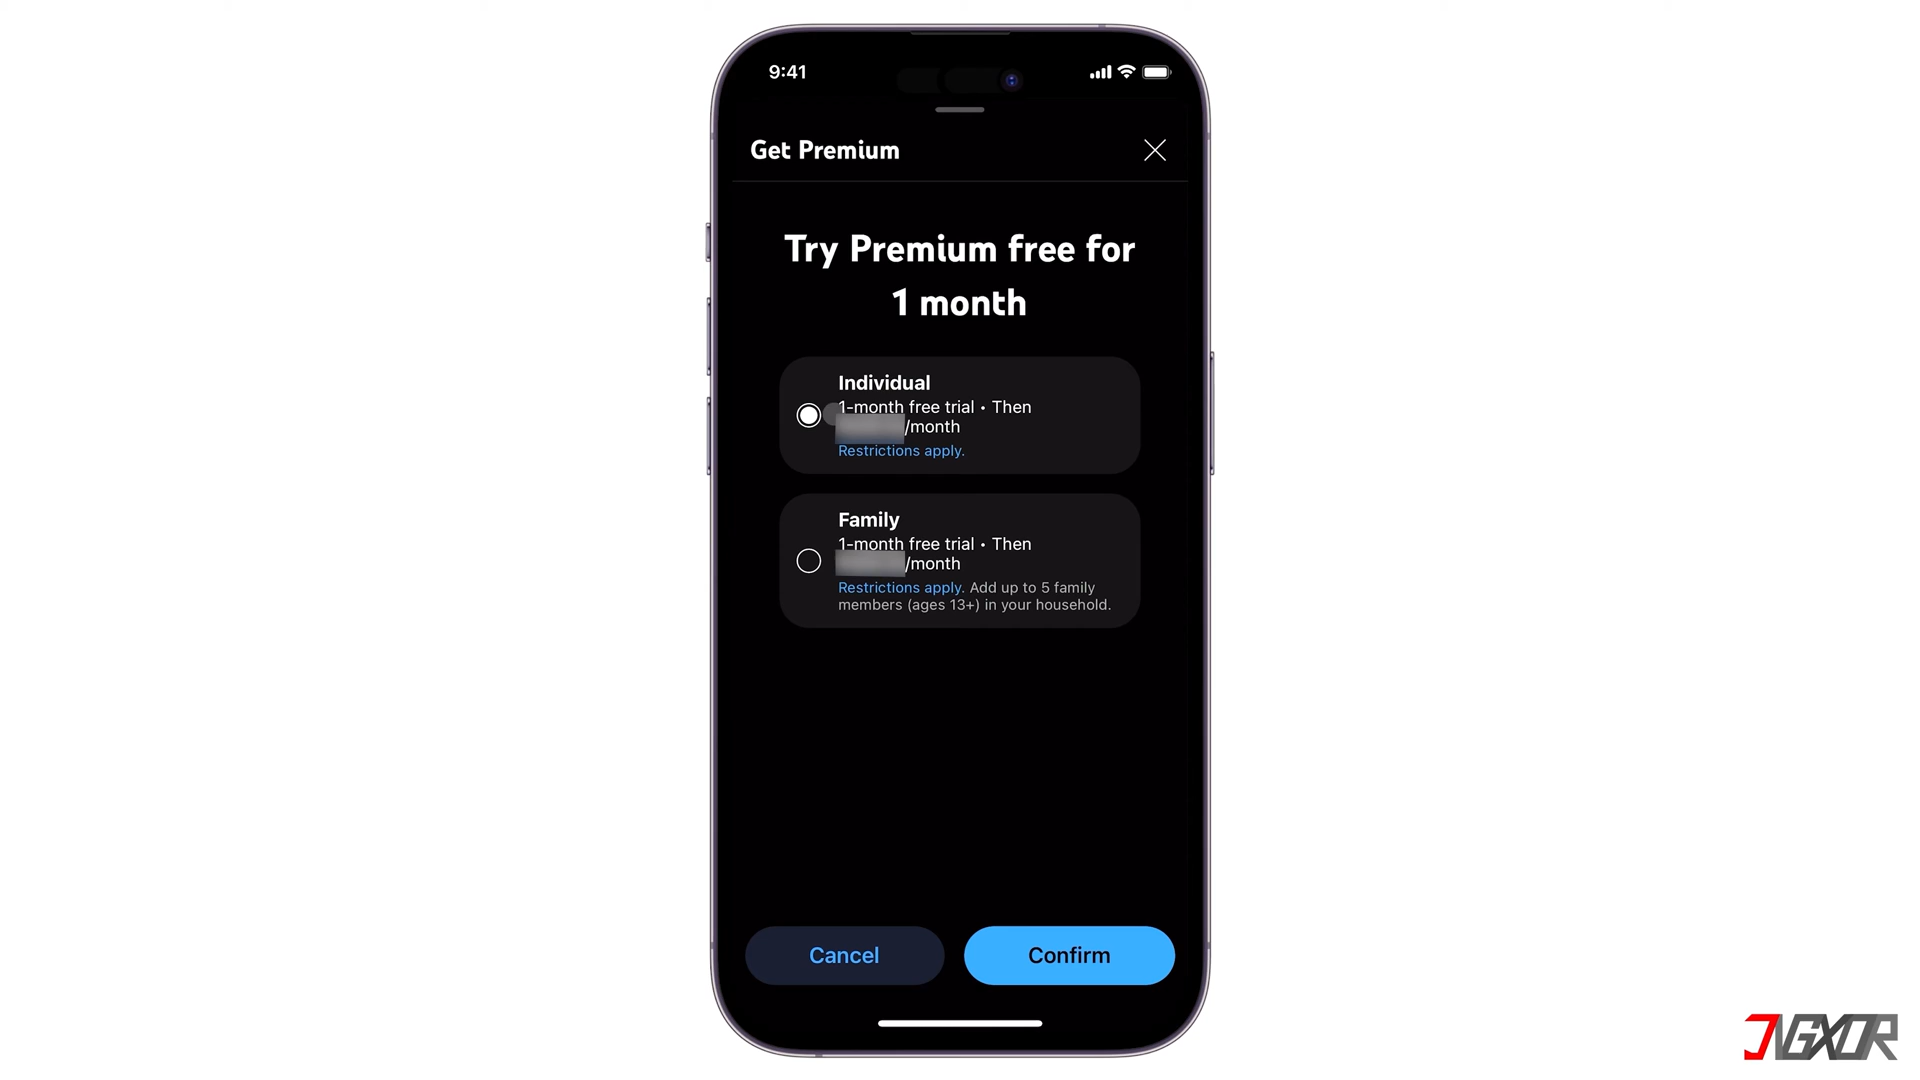 9:41
Get Premium
Try Premium free for
1 month
Individual
1-month free trial • Then
/month
Restrictions apply.
Family
1-month free trial • Then
/month
Restrictions apply. Add up to 5 family
members (ages 13+) in your household.
Cancel
Confirm
JVGXOR